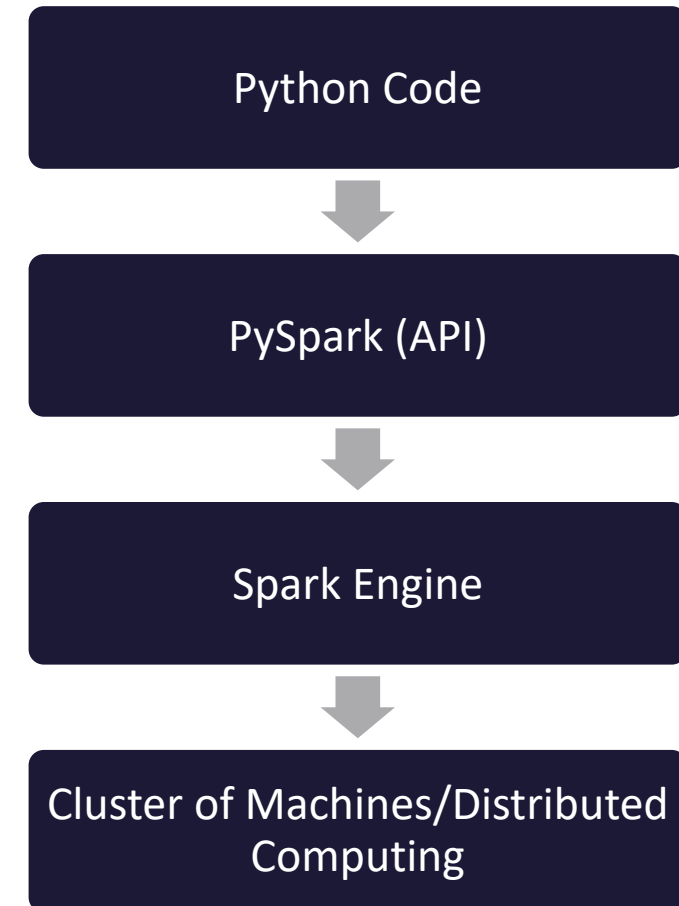 Python Code
PySpark (API)
Spark Engine
Cluster of Machines/Distributed
Computing